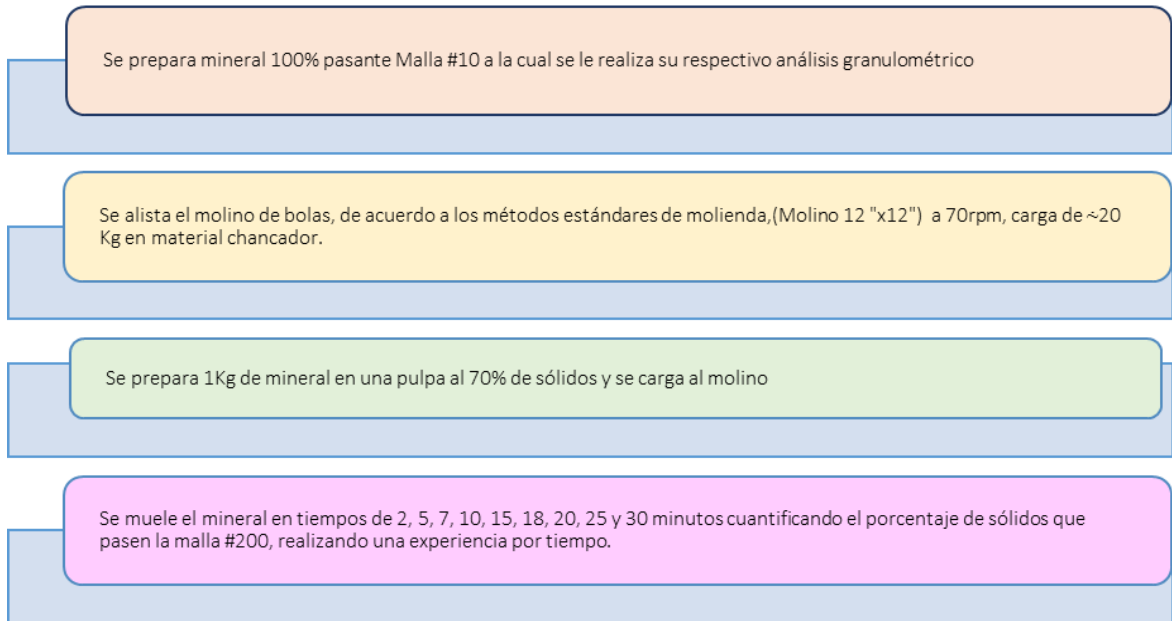 Se prepara mineral 100% pasante Malla #10 a la cual se le realiza su respectivo análisis granulométrico
Se alista el molino de bolas, de acuerdo a los métodos estándares de molienda,(Molino 12 "x12") a 70rpm, carga de ~20
Kg en material chancador.
Se prepara 1Kg de mineral en una pulpa al 70% de sólidos y se carga al molino
Se muele el mineral en tiempos de 2, 5, 7, 10, 15, 18, 20, 25 y 30 minutos cuantificando el porcentaje de sólidos que
pasen la malla #200, realizando una experiencia por tiempo.